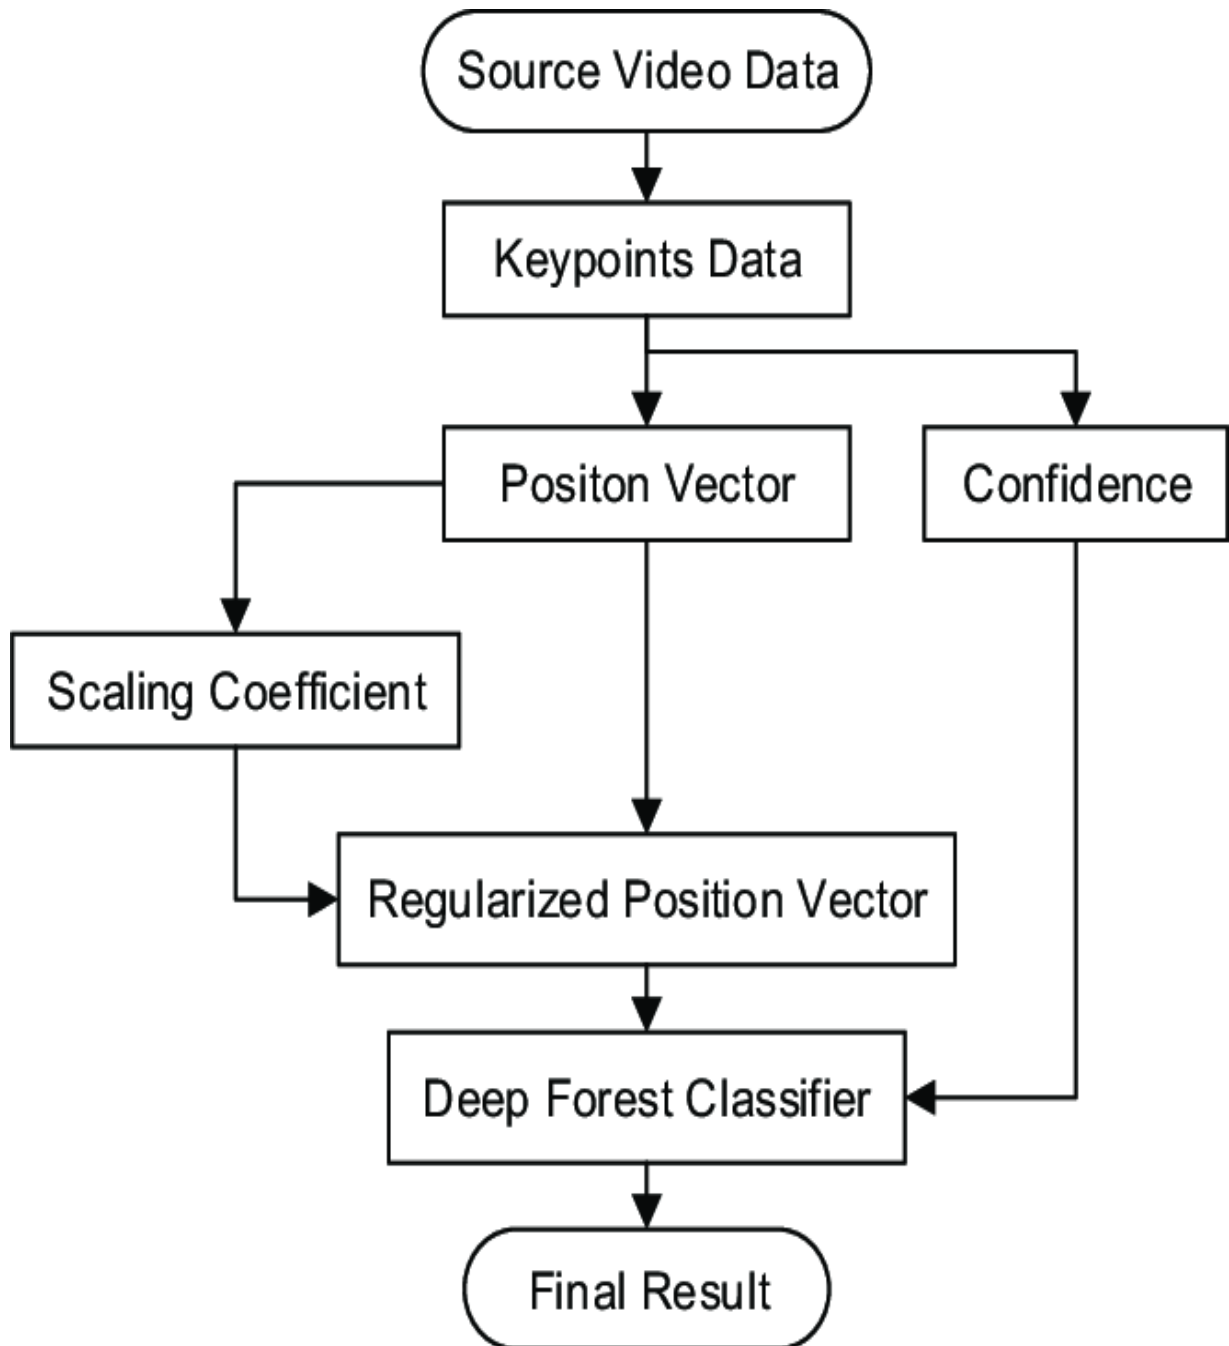 Source Video Data
Keypoints Data
Positon Vector
Confidence
Scaling Coefficient
Regularized Position Vector
Deep Forest Classifier
Final Result